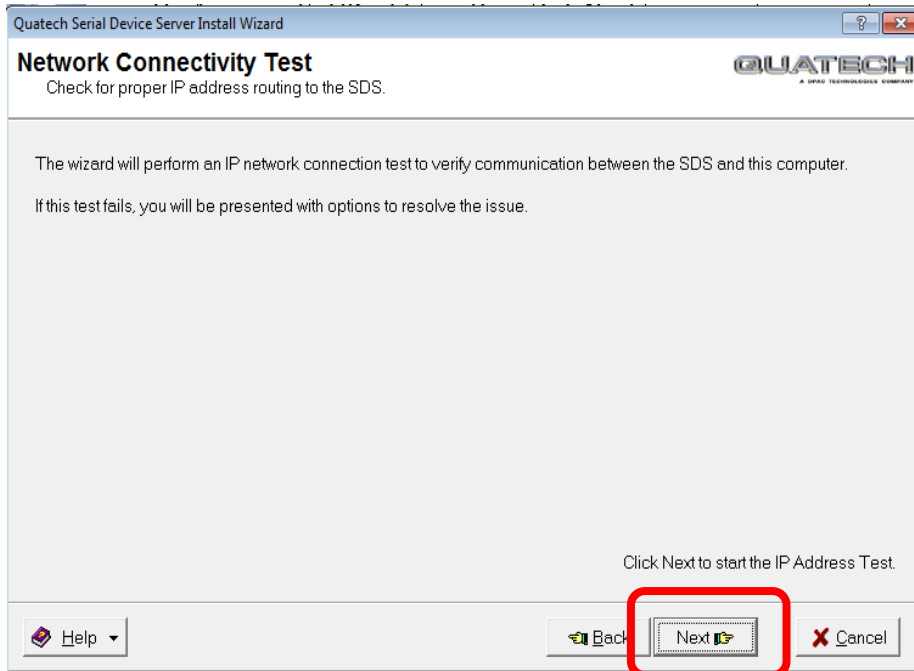 Quatech Serial Device Server Install Wizard
Network Connectivity Test
QUATECH
Check for proper IP address routing to the SDS.
A DPAC TECHNOLOGIES COMPANY
The wizard will perform an IP network connection test to verify communication between the SDS and this computer.
If this test fails, you will be presented with options to resolve the issue.
Click Next to start the IP Address Test.
Help Back Next Cancel